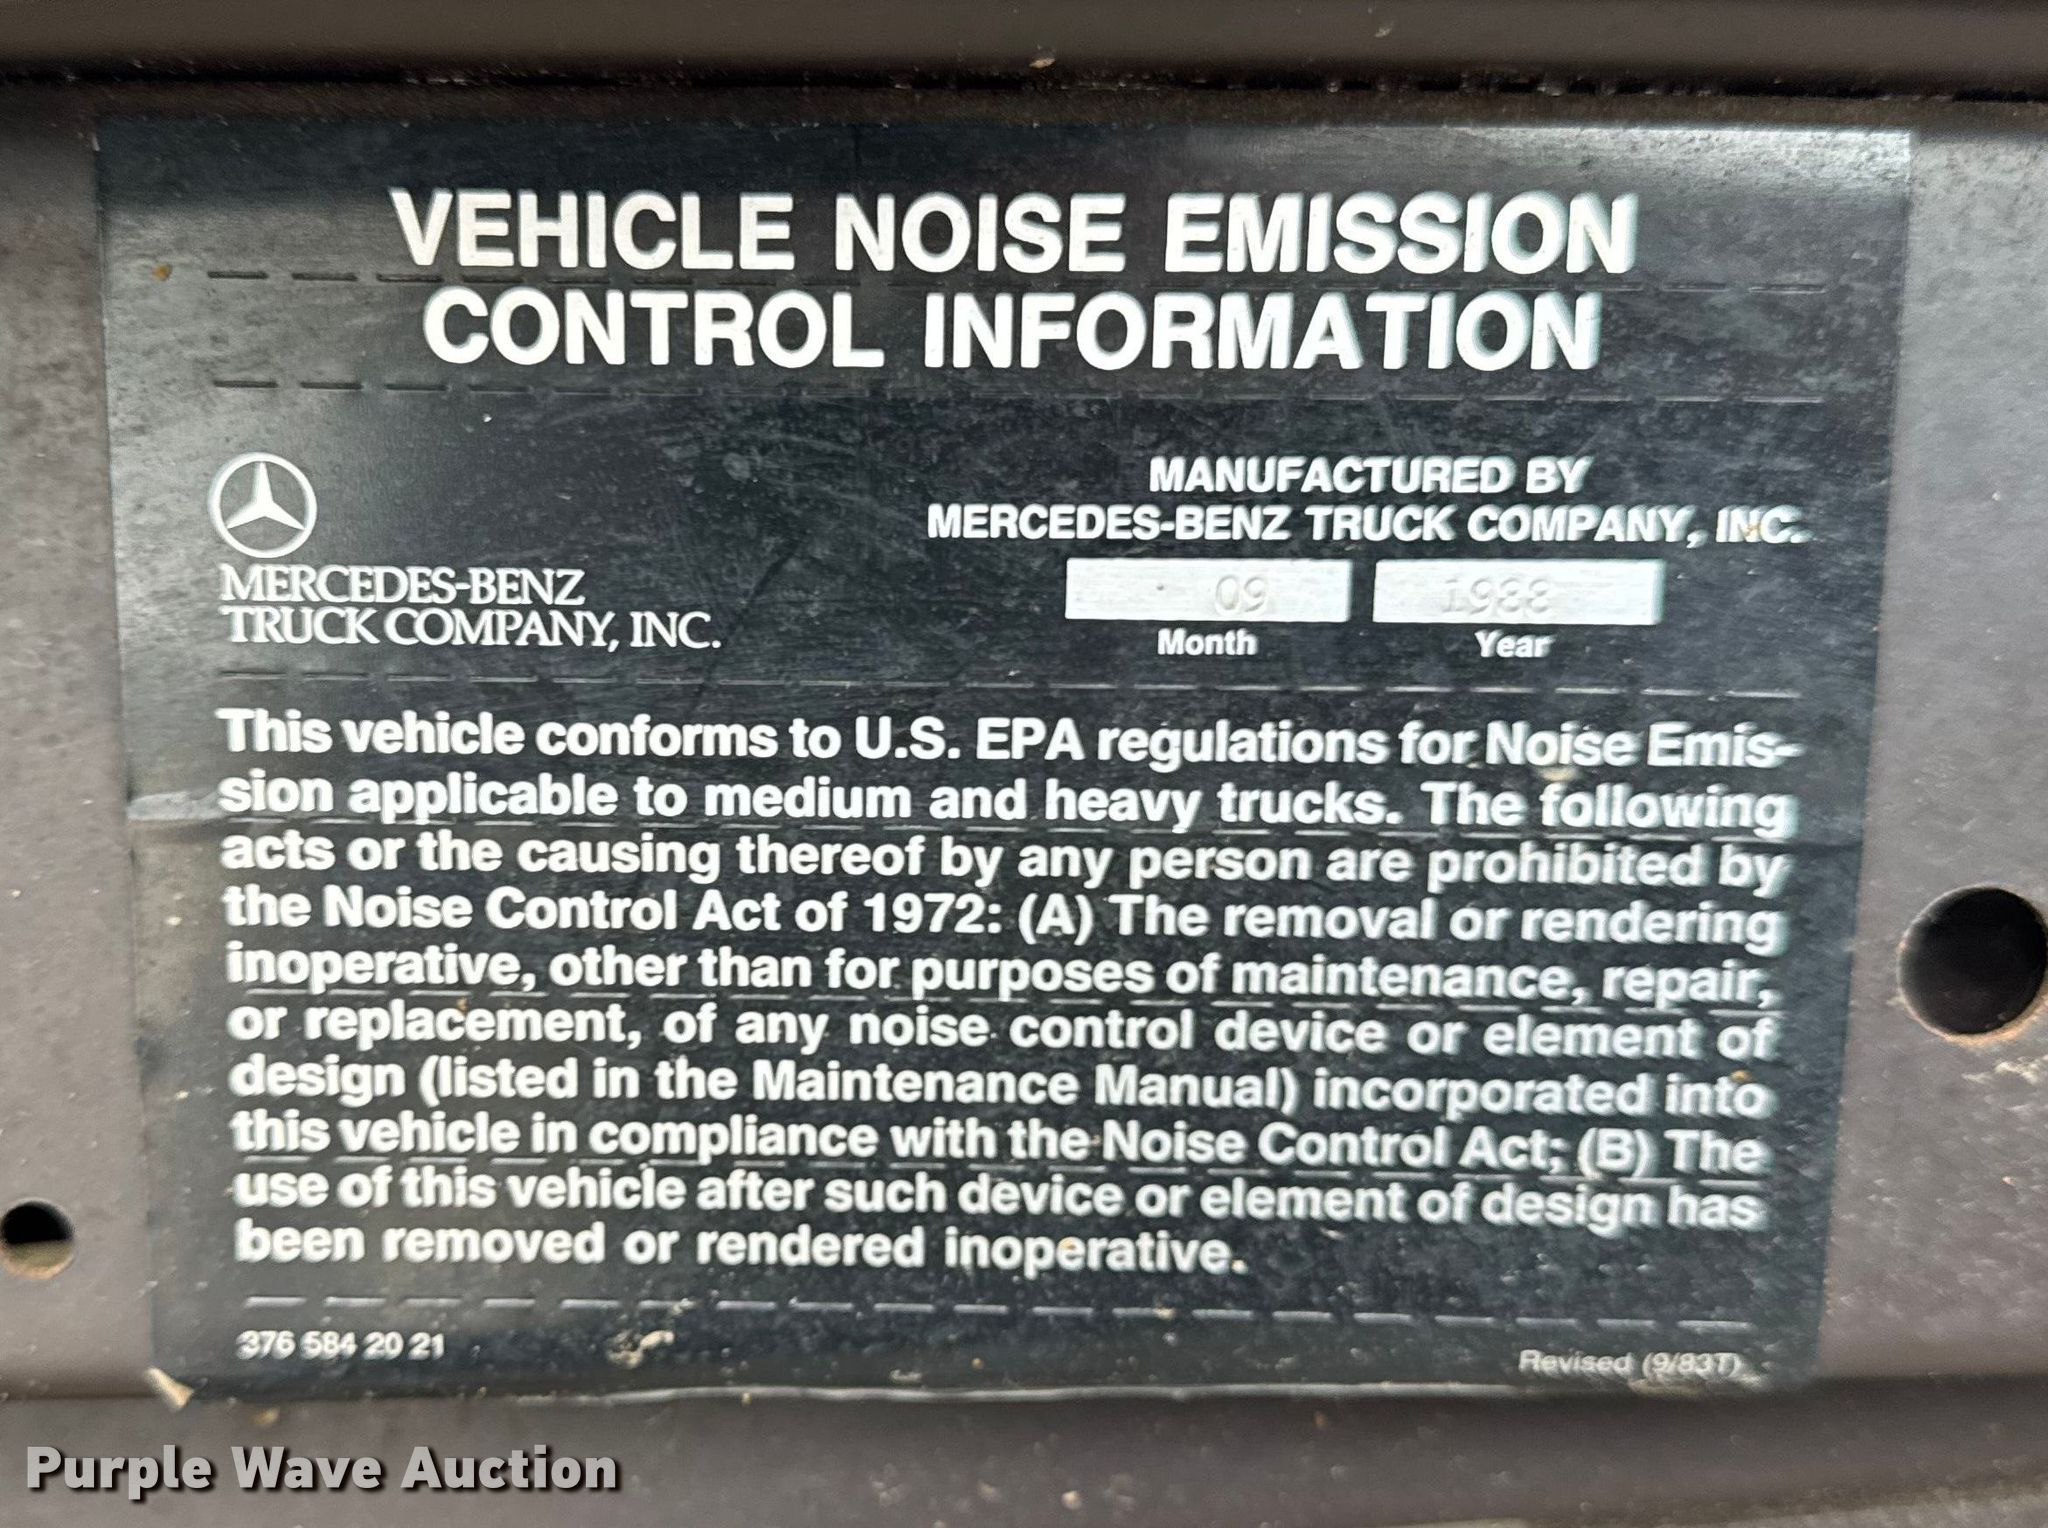 VEHICLE NOISE EMISSION
CONTROL INFORMATION
MERCEDES-BENZ
TRUCK COMPANY, INC.
MANUFACTURED BY
MERCEDES-BENZ TRUCK COMPANY, INC.
09 1988
Month Year
This vehicle conforms to U.S. EPA regulations for Noise Emis-
sion applicable to medium and heavy trucks. The following
acts or the causing thereof by any person are prohibited by
the Noise Control Act of 1972: (A) The removal or rendering
inoperative, other than for purposes of maintenance, repair,
or replacement, of any noise control device or element of
design (listed in the Maintenance Manual) incorporated into
this vehicle in compliance with the Noise Control Act; (B) The
use of this vehicle after such device or element of design has
been removed or rendered inoperative.
376 584 20 21
Revised (9/83T)
Purple Wave Auction